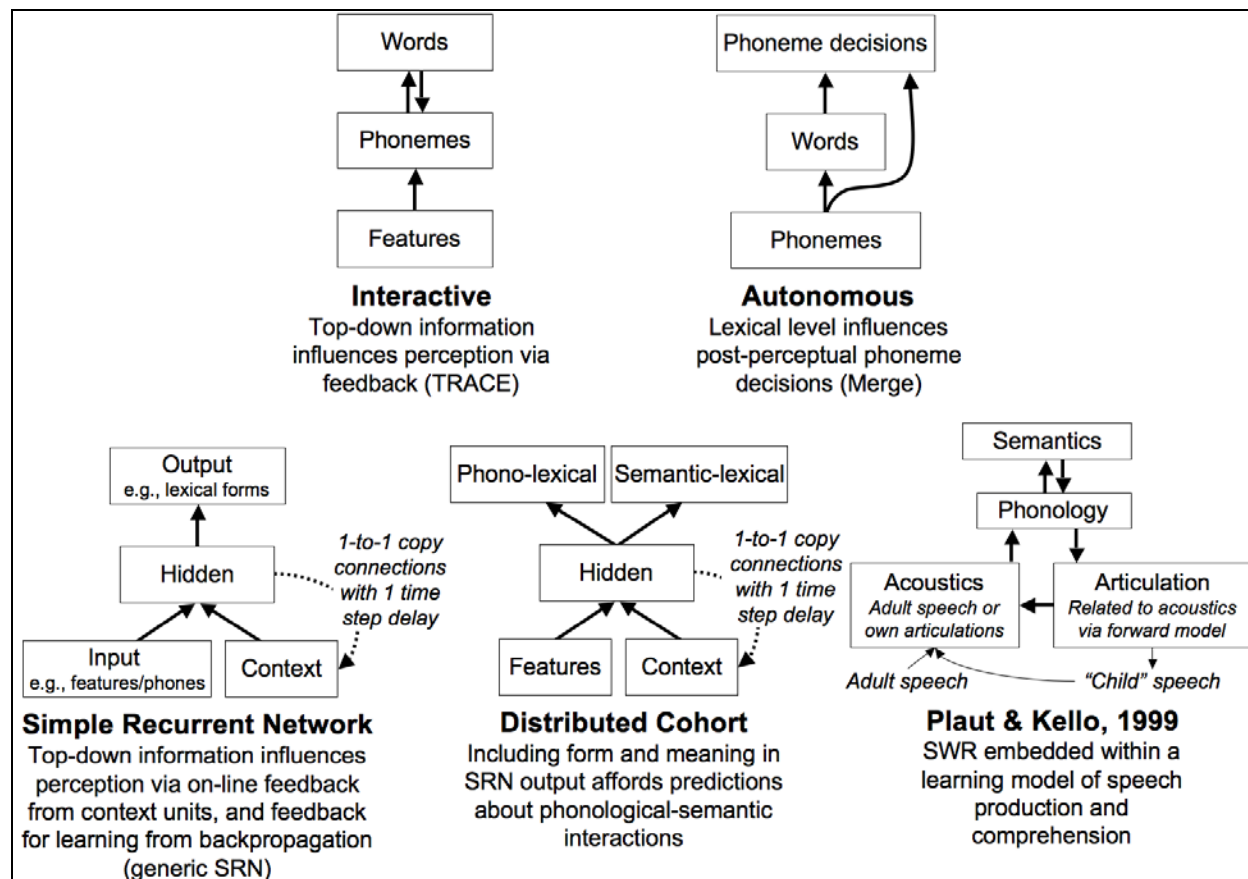 Words
Phonemes
Features
Interactive
Top-down information
influences perception via
feedback (TRACE)
Phoneme decisions
Words
Phonemes
Autonomous
Lexical level influences
post-perceptual phoneme
decisions (Merge)
Output
e.g., lexical forms
Hidden
1-to-1 copy
connections
with 1 time
step delay
Input
e.g., features/phones
Context
Simple Recurrent Network
Top-down information influences
perception via on-line feedback
from context units, and feedback
for learning from backpropagation
(generic SRN)
Phono-lexical
Semantic-lexical
Hidden
1-to-1 copy
connections
with 1 time
step delay
Features
Context
Distributed Cohort
Including form and meaning in
SRN output affords predictions
about phonological-semantic
interactions
Semantics
Phonology
Acoustics
Adult speech or
own articulations
Articulation
Related to acoustics
via forward model
Adult speech
“Child” speech
Plaut & Kello, 1999
SWR embedded within a
learning model of speech
production and
comprehension